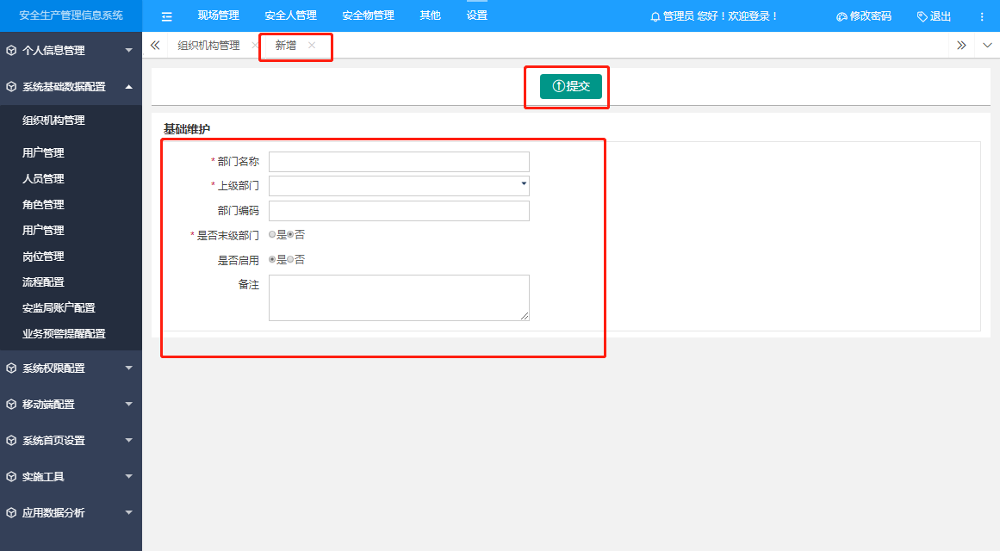 安全生产管理信息系统
现场管理 安全人管理 安全物管理 其他 设置
管理员 您好！欢迎登录！ 修改密码 退出
个人信息管理
系统基础数据配置
组织机构管理
用户管理
人员管理
角色管理
用户管理
岗位管理
流程配置
安监局账户配置
业务预警提醒配置
系统权限配置
移动端配置
系统首页设置
实施工具
应用数据分析
组织机构管理 × 新增 ×
提交
基础维护
* 部门名称
* 上级部门
部门编码
* 是否末级部门 是 否
是否启用 是 否
备注